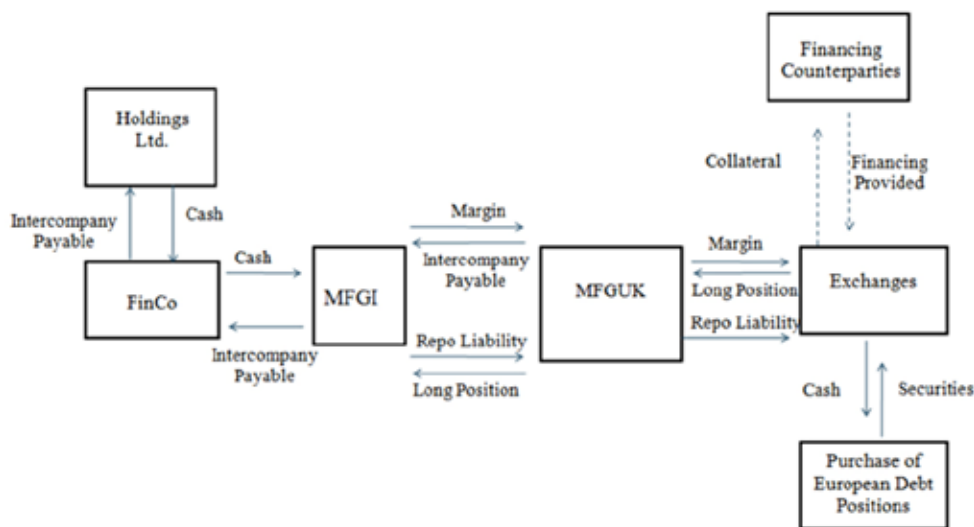 Financing
Counterparties
Holdings
Ltd.
Collateral
Financing
Provided
Intercompany
Payable
Cash
Margin
Cash
Intercompany
Payable
Margin
FinCo
MFGI
MFGUK
Long Position
Exchanges
Intercompany
Payable
Repo Liability
Repo Liability
Long Position
Cash
Securities
Purchase of
European Debt
Positions